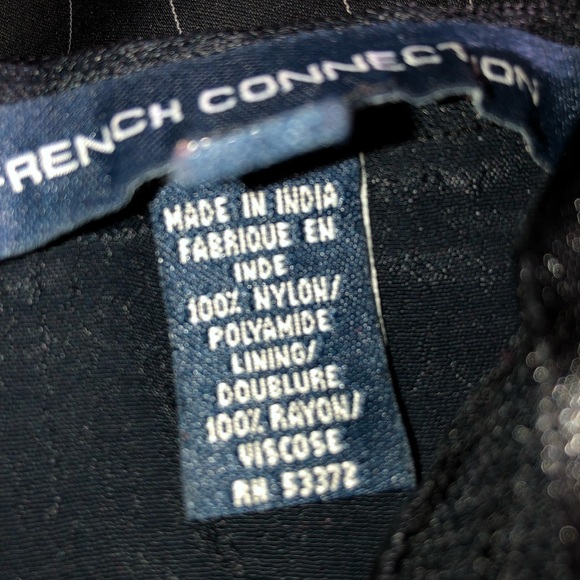 FRENCH CONNECTION
MADE IN INDIA
FABRIQUE EN
INDE
100% NYLON/
POLYAMIDE
LINING/
DOUBLURE
100% RAYON/
VISCOSE
RN 53372